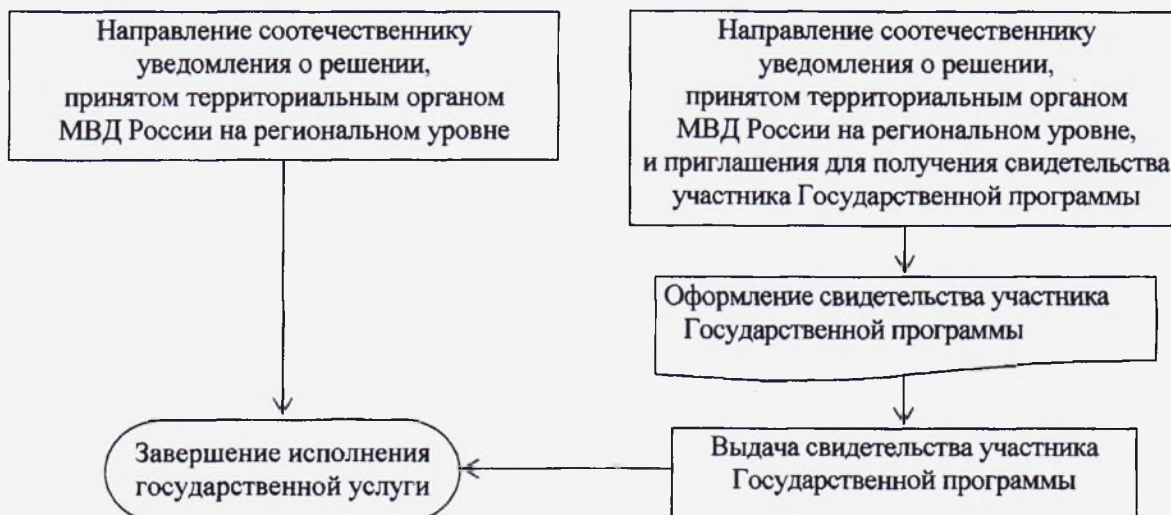 Направление соотечественнику
уведомления о решении,
принятом территориальным органом
МВД России на региональном уровне
Направление соотечественнику
уведомления о решении,
принятом территориальным органом
МВД России на региональном уровне,
и приглашения для получения свидетельства
участника Государственной программы
Оформление свидетельства участника
Государственной программы
Завершение исполнения
государственной услуги
Выдача свидетельства участника
Государственной программы